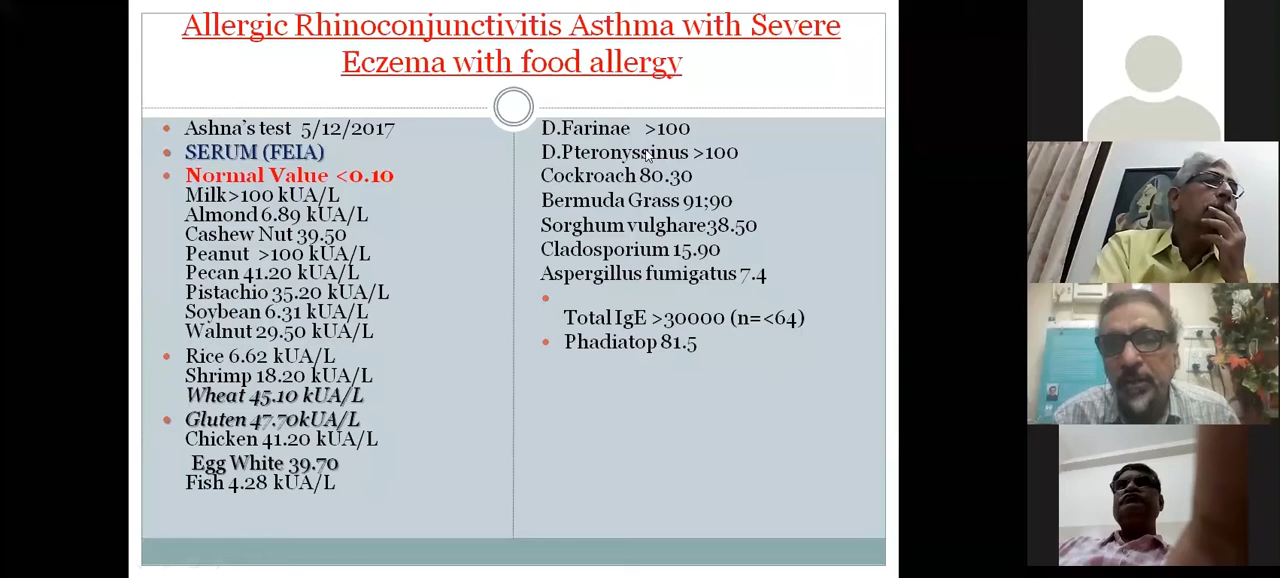 Allergic Rhinoconjunctivitis Asthma with Severe
Eczema with food allergy
Ashna's test 5/12/2017
SERUM (FEIA)
Normal Value <0.10
Milk>100 kUA/L
Almond 6.89 kUA/L
Cashew Nut 39.50
Peanut >100 kUA/L
Pecan 41.20 kUA/L
Pistachio 35.20 kUA/L
Soybean 6.31 kUA/L
Walnut 29.50 kUA/L
Rice 6.62 kUA/L
Shrimp 18.20 kUA/L
Wheat 45.10 kUA/L
Gluten 47.70kUA/L
Chicken 41.20 kUA/L
Egg White 39.70
Fish 4.28 kUA/L
D.Farinae >100
D.Pteronyssinus >100
Cockroach 80.30
Bermuda Grass 91;90
Sorghum vulghare38.50
Cladosporium 15.90
Aspergillus fumigatus 7.4
Total IgE >30000 (n=<64)
Phadiatop 81.5